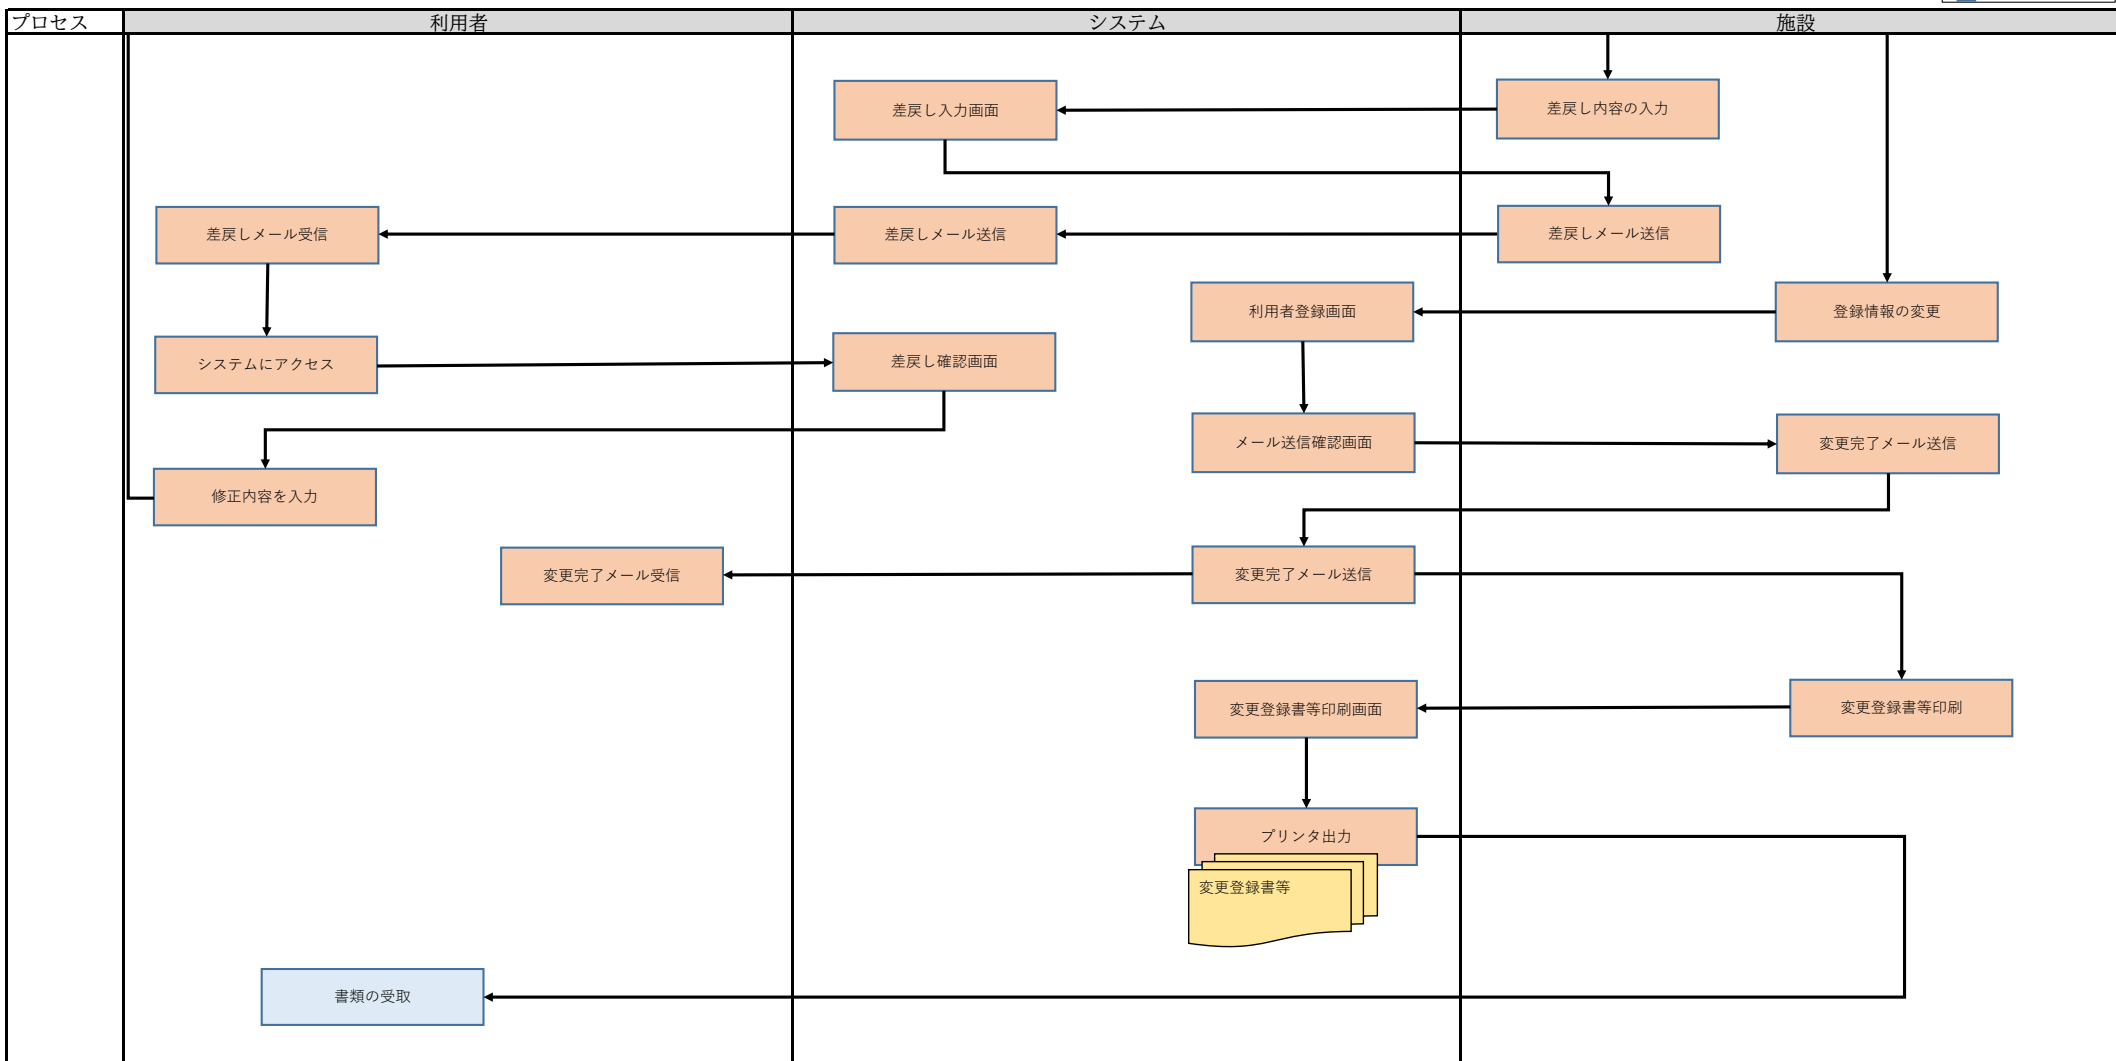 プロセス
利用者
システム
施設
差戻し入力画面
差戻し内容の入力
差戻しメール受信
差戻しメール送信
差戻しメール送信
利用者登録画面
登録情報の変更
システムにアクセス
差戻し確認画面
メール送信確認画面
変更完了メール送信
修正内容を入力
変更完了メール受信
変更完了メール送信
変更登録書等印刷画面
変更登録書等印刷
プリンタ出力
変更登録書等
書類の受取